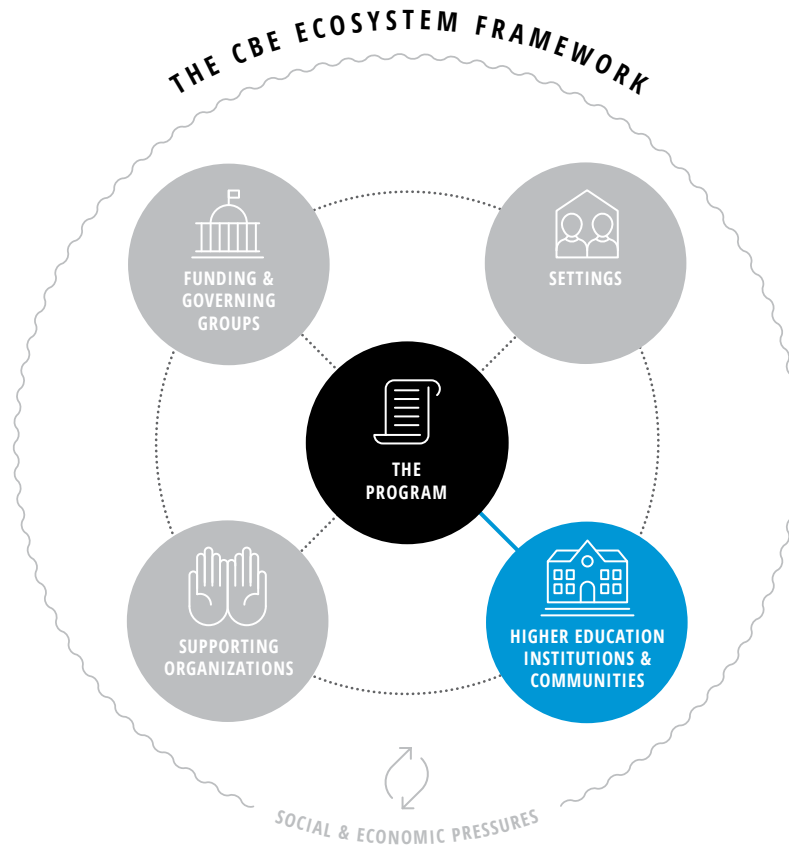 THE CBE ECOSYSTEM FRAMEWORK
FUNDING &
GOVERNING
GROUPS
SETTINGS
THE
PROGRAM
SUPPORTING
ORGANIZATIONS
HIGHER EDUCATION
INSTITUTIONS &
COMMUNITIES
SOCIAL & ECONOMIC PRESSURES